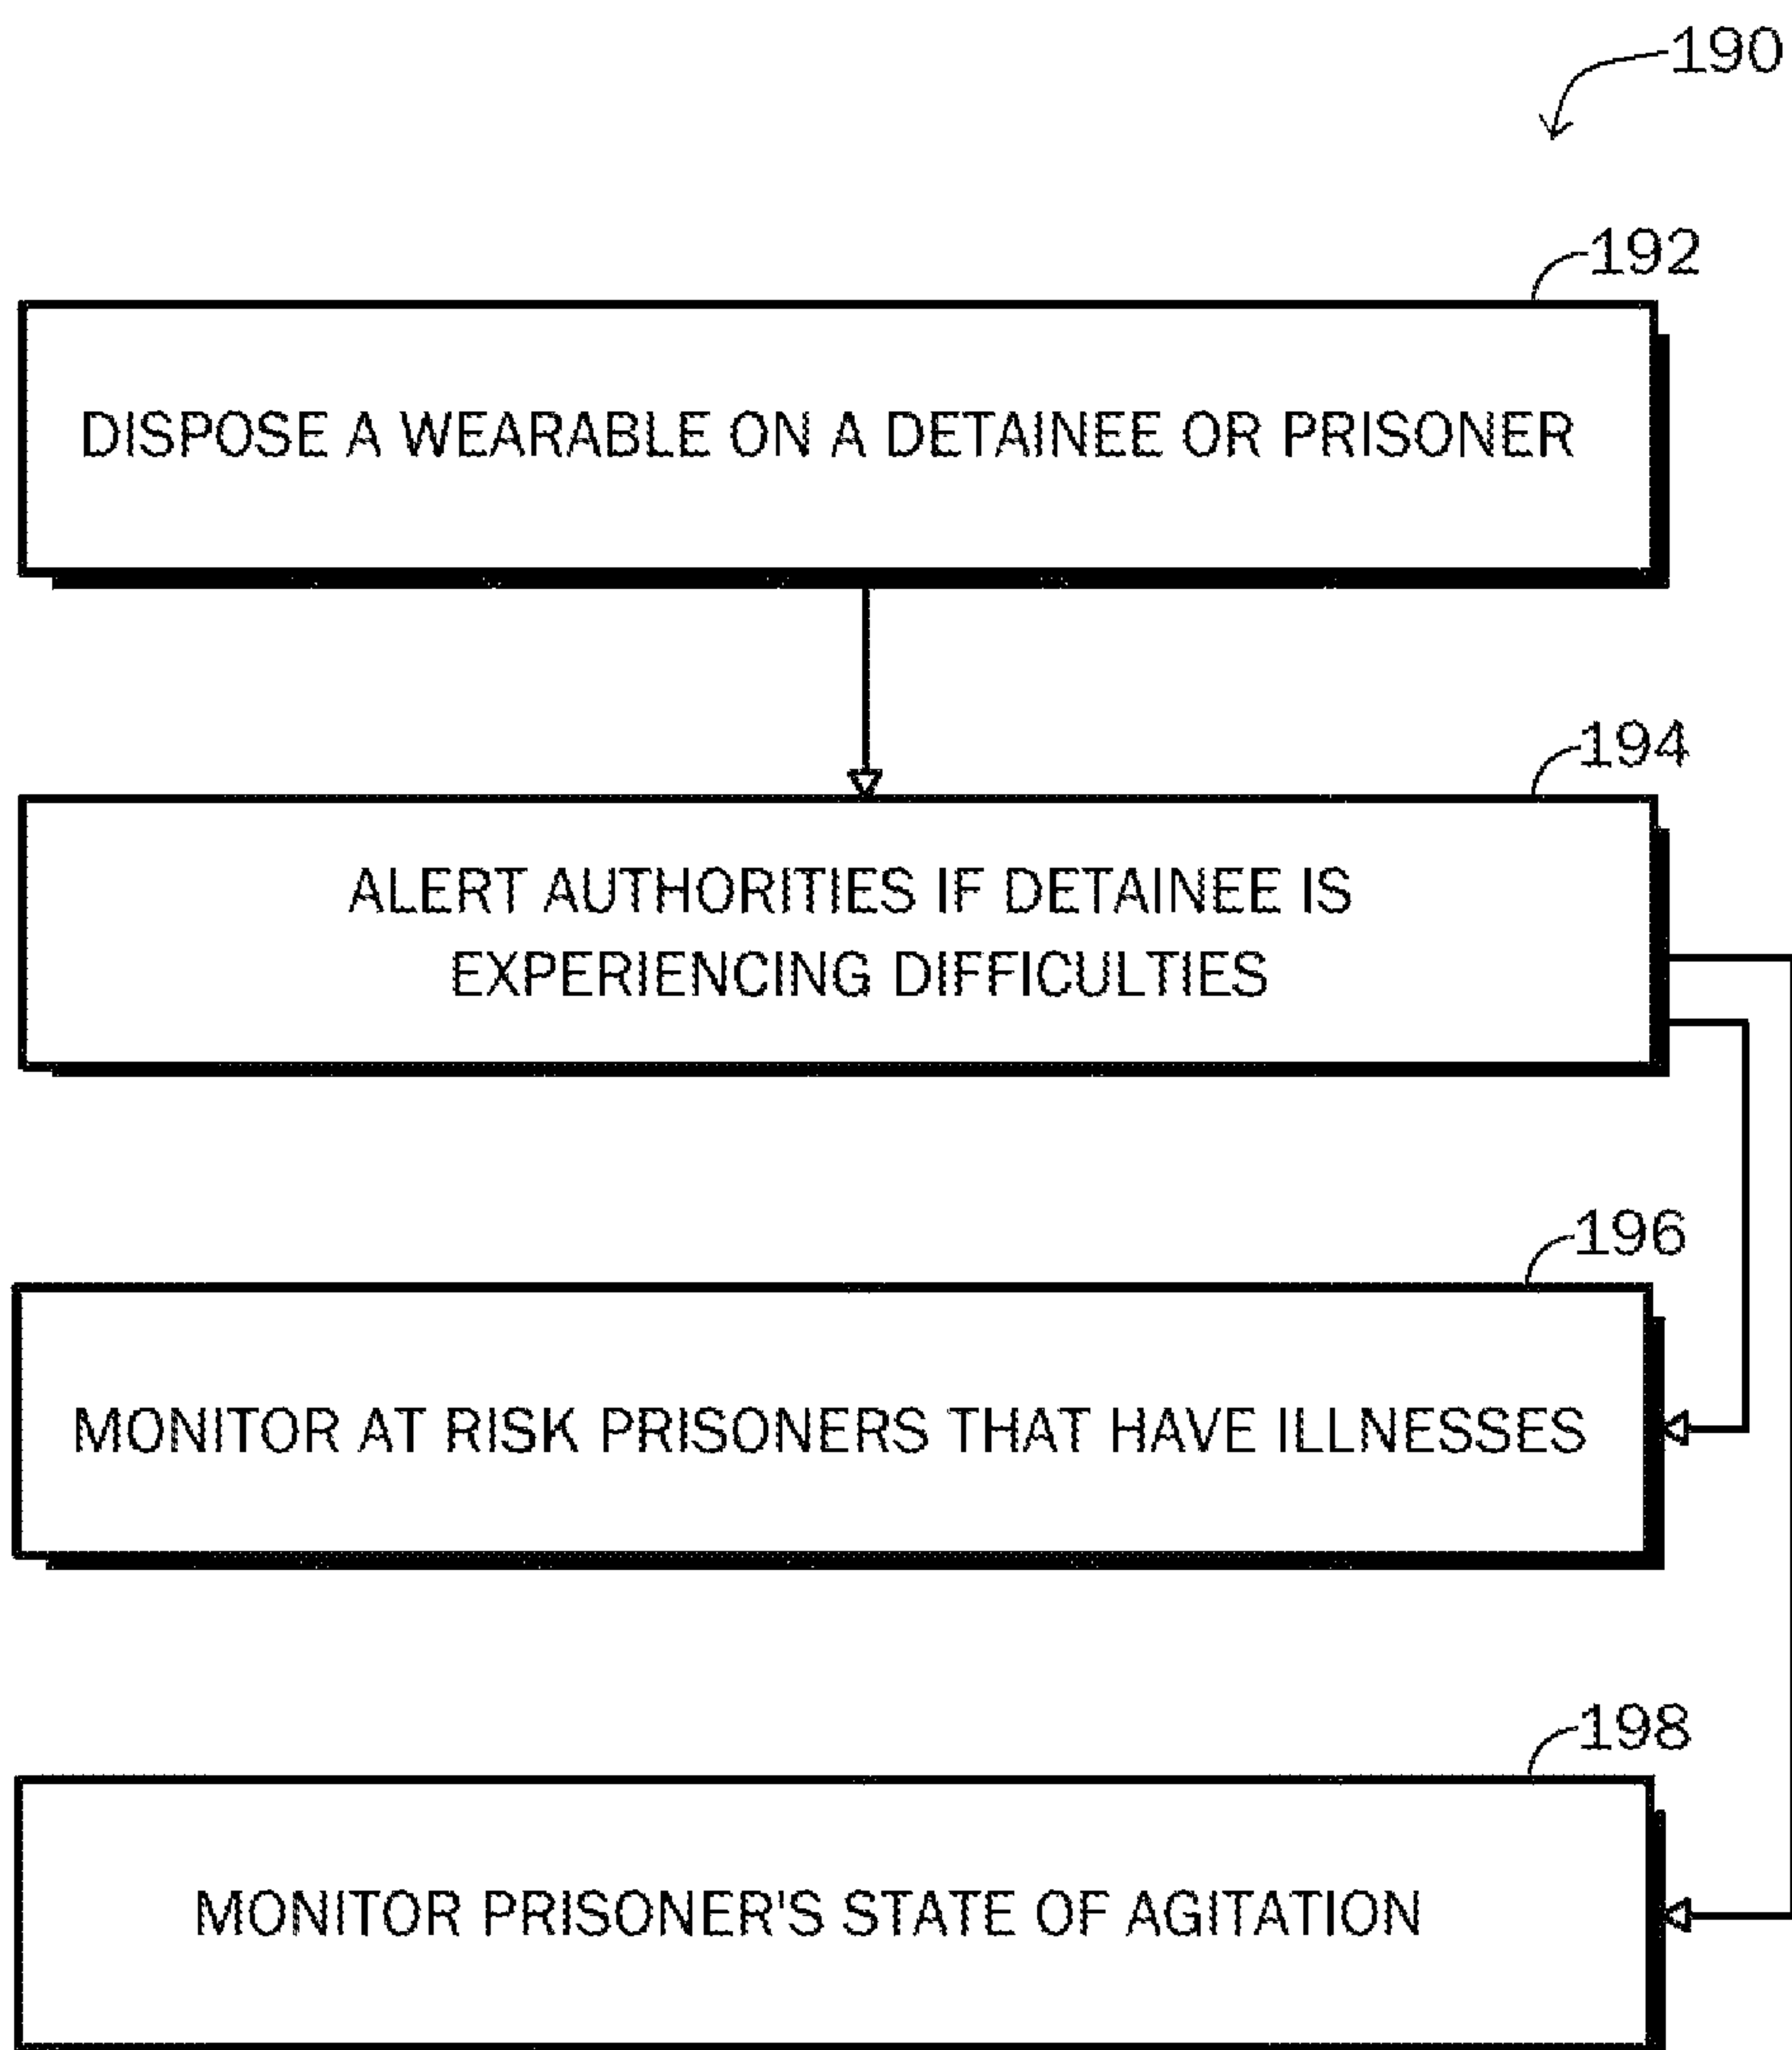 190
192
DISPOSE A WEARABLE ON A DETAINEE OR PRISONER
194
ALERT AUTHORITIES IF DETAINEE IS
EXPERIENCING DIFFICULTIES
196
MONITOR AT RISK PRISONERS THAT HAVE ILLNESSES
198
MONITOR PRISONER'S STATE OF AGITATION